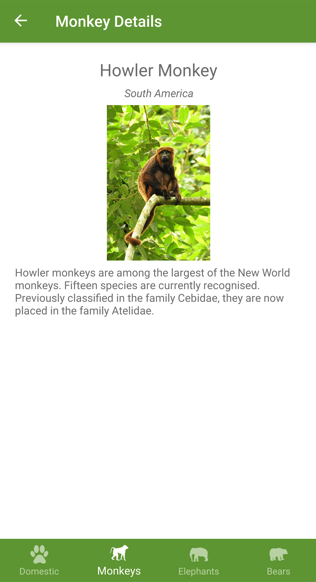 Monkey Details
Howler Monkey
South America
Howler monkeys are among the largest of the New World
monkeys. Fifteen species are currently recognised.
Previously classified in the family Cebidae, they are now
placed in the family Atelidae.
Domestic
Monkeys
Elephants
Bears